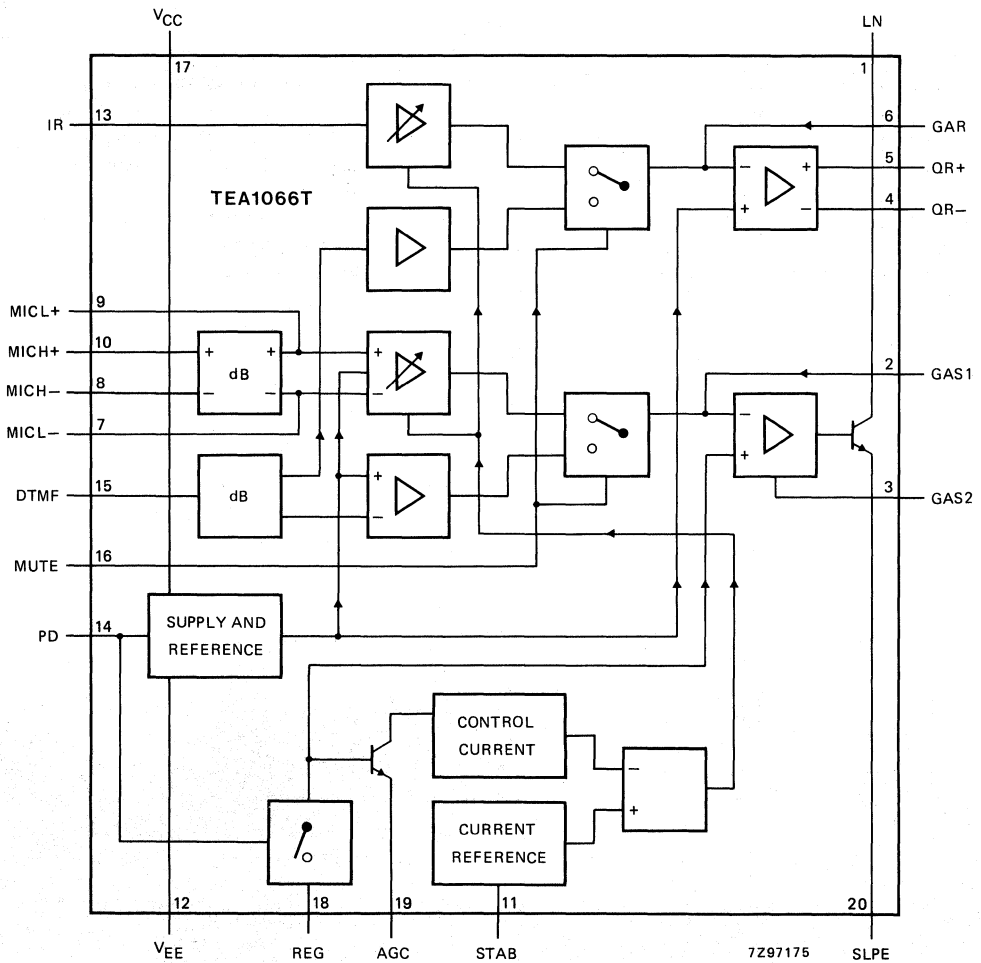 VCC
LN
17
1
IR
13
6
GAR
5
QR+
TEA1066T
4
QR−
− +
+ −
MICL+
9
MICH+
10
+ +
dB
+
2
GAS1
MICH−
8
− −
−
−
MICL−
7
+
DTMF
15
dB
+
−
3
GAS2
MUTE
16
PD
14
SUPPLY AND
REFERENCE
CONTROL
CURRENT
−
+
CURRENT
REFERENCE
12
18
19
11
20
VEE
REG
AGC
STAB
7Z97175
SLPE